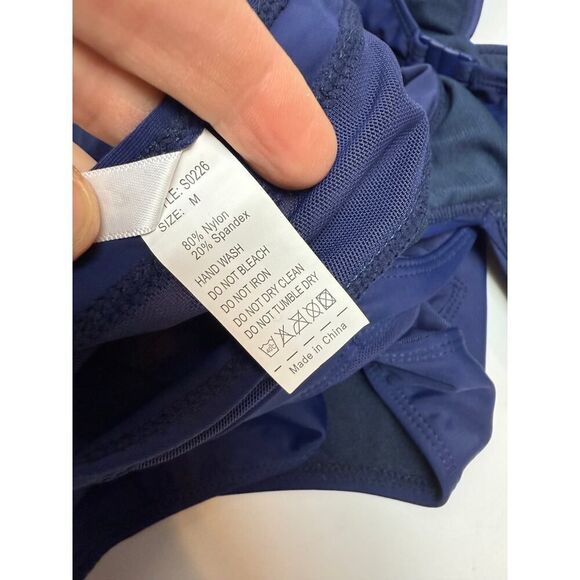 LE: S0226
SIZE: M
80% Nylon
20% Spandex
HAND WASH
DO NOT BLEACH
DO NOT IRON
DO NOT DRY CLEAN
DO NOT TUMBLE DRY
Made in China